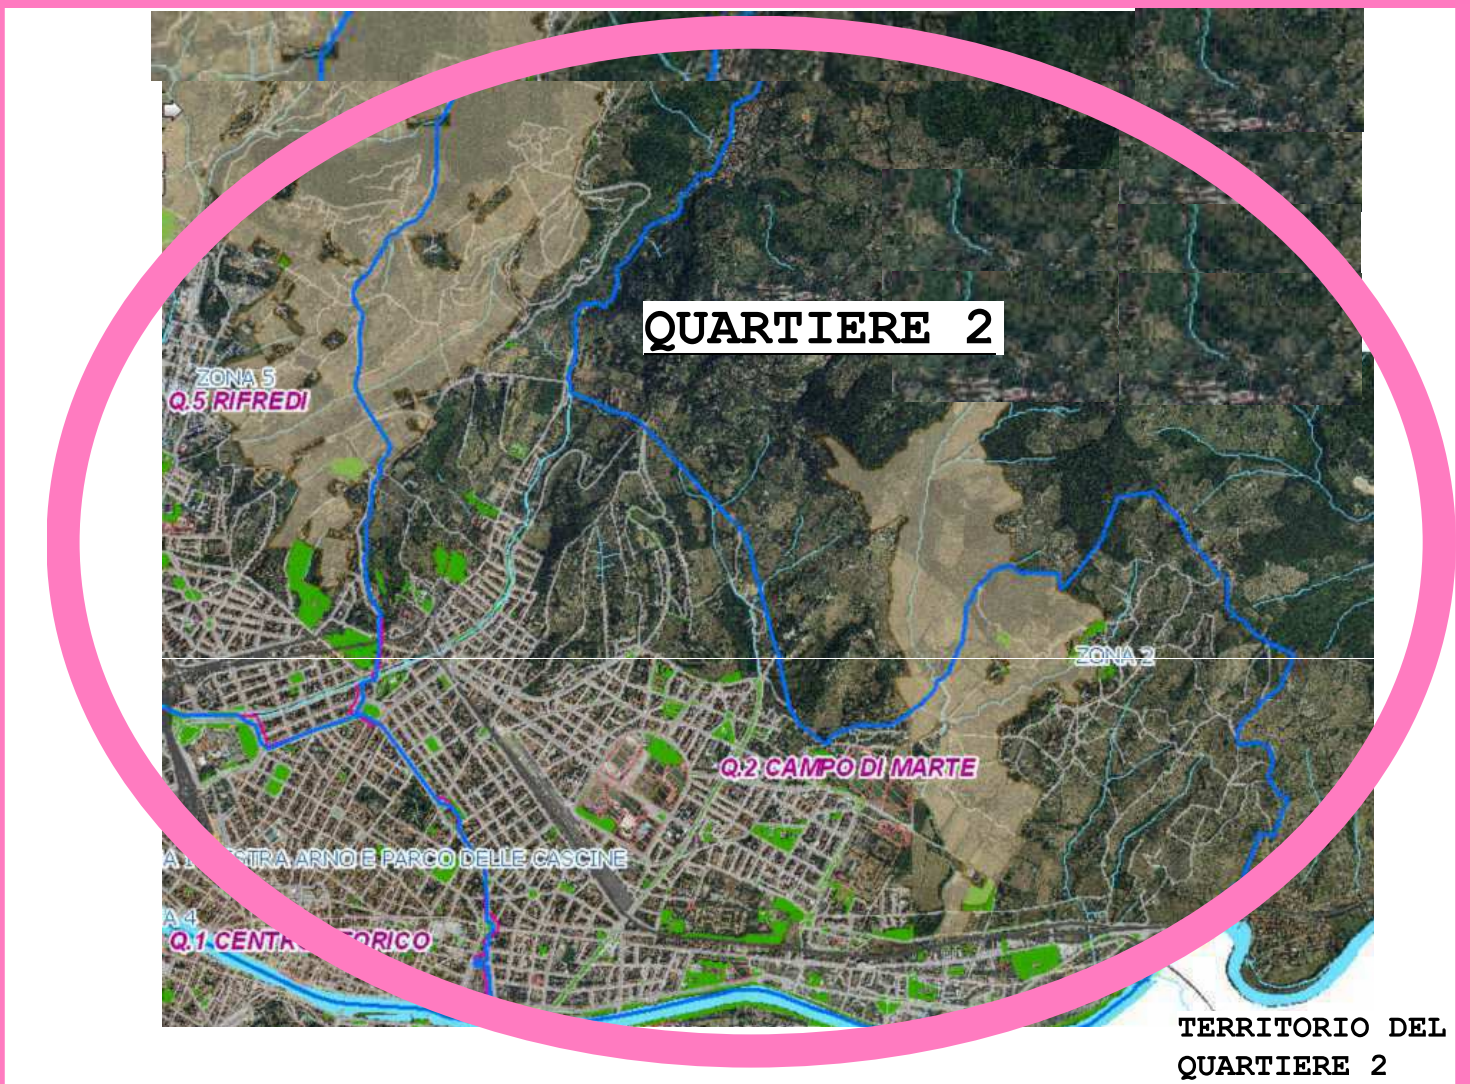 QUARTIERE 2
ZONA 5
Q.5 RIFREDI
ZONA 2
Q.2 CAMPO DI MARTE
STRA ARNO E PARCO DELLE CASCINE
A 4
Q.1 CENTR ORICO
TERRITORIO DEL
QUARTIERE 2